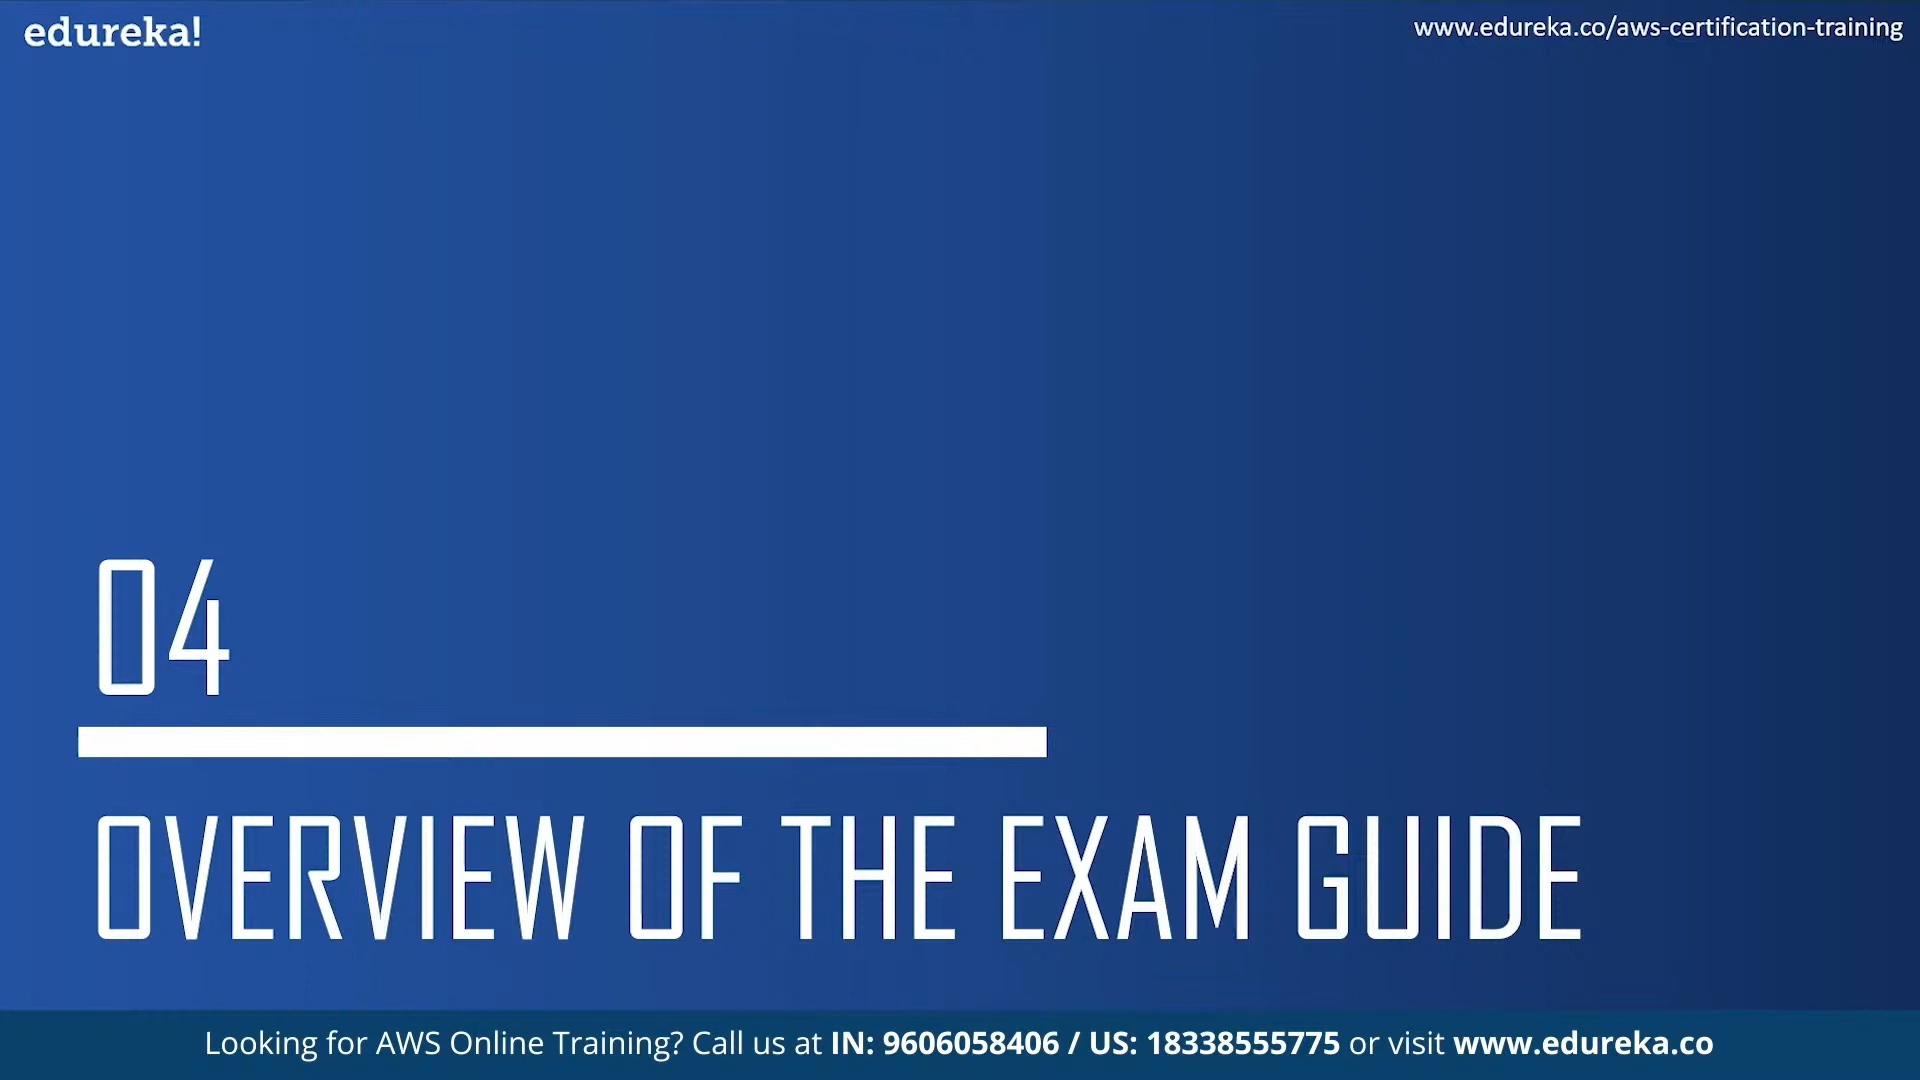 edureka!
www.edureka.co/aws-certification-training
04
OVERVIEW OF THE EXAM GUIDE
Looking for AWS Online Training? Call us at IN: 9606058406 / US: 18338555775 or visit www.edureka.co